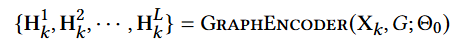 {H_k^1, H_k^2, ⋯, H_k^L} = GRAPHENCODER(X_k, G; Θ_0)